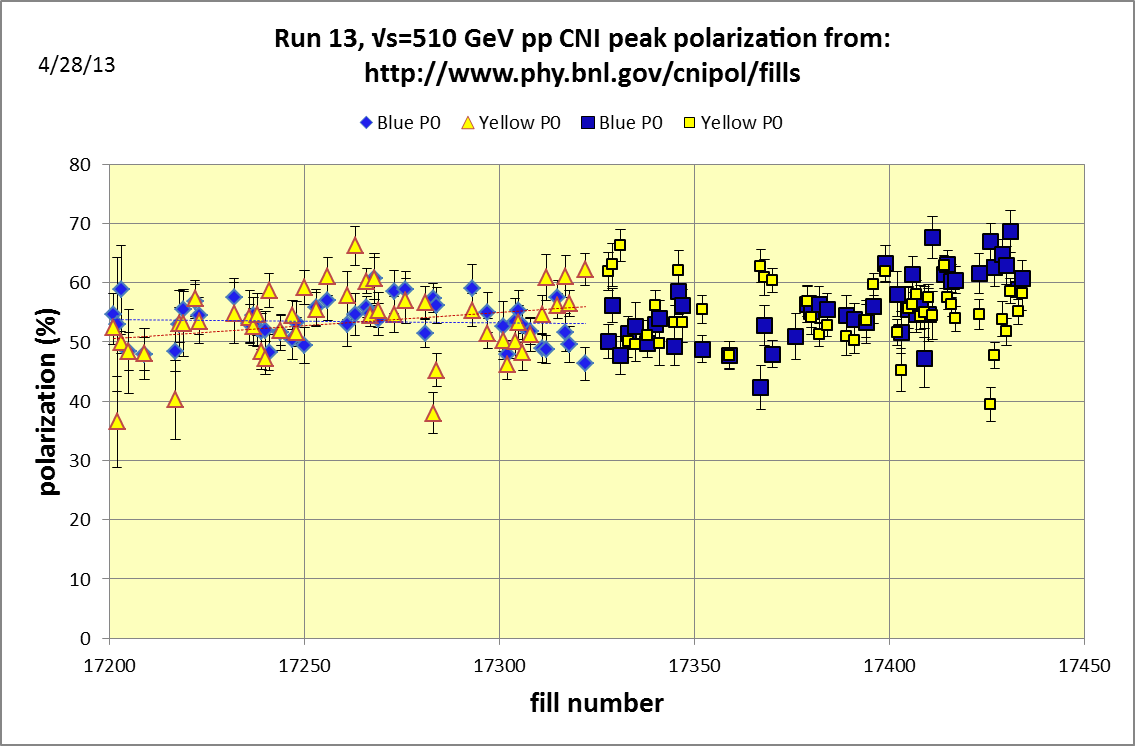 Run 13, √s=510 GeV pp CNI peak polarization from:
http://www.phy.bnl.gov/cnipol/fills
4/28/13
Blue P0 Yellow P0 Blue P0 Yellow P0
80
70
60
50
40
30
20
10
0
polarization (%)
17200 17250 17300 17350 17400 17450
fill number